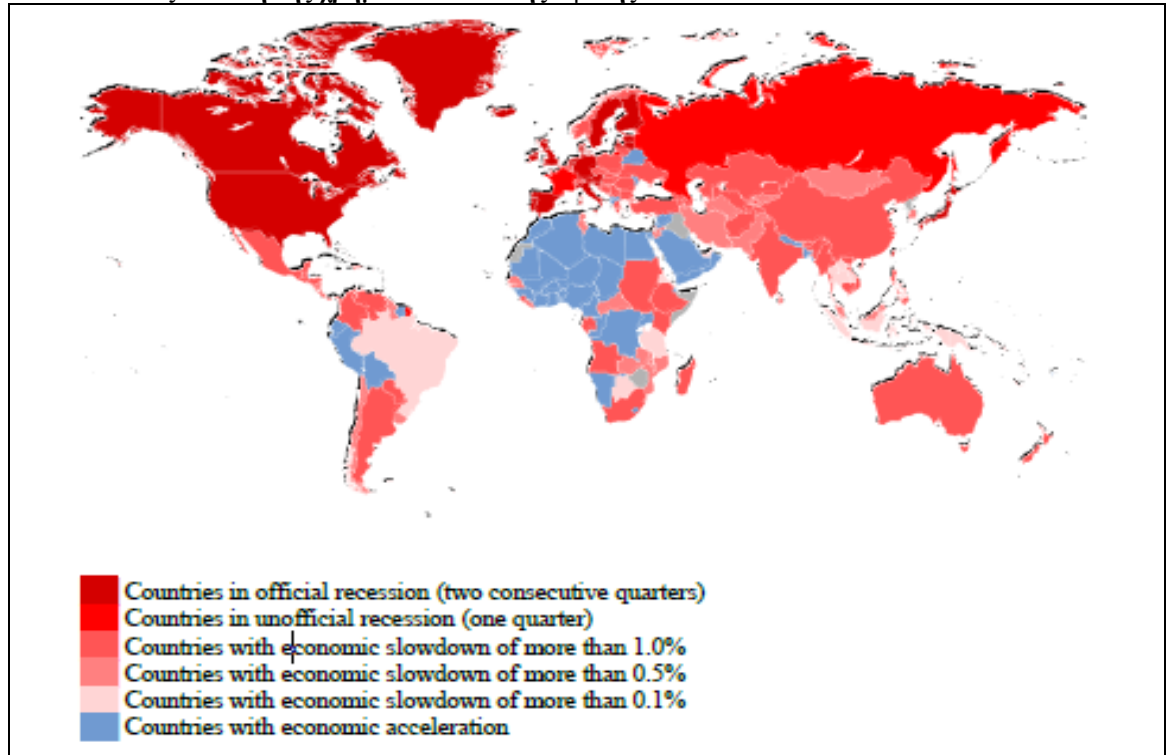 Countries in official recession (two consecutive quarters)
Countries in unofficial recession (one quarter)
Countries with economic slowdown of more than 1.0%
Countries with economic slowdown of more than 0.5%
Countries with economic slowdown of more than 0.1%
Countries with economic acceleration